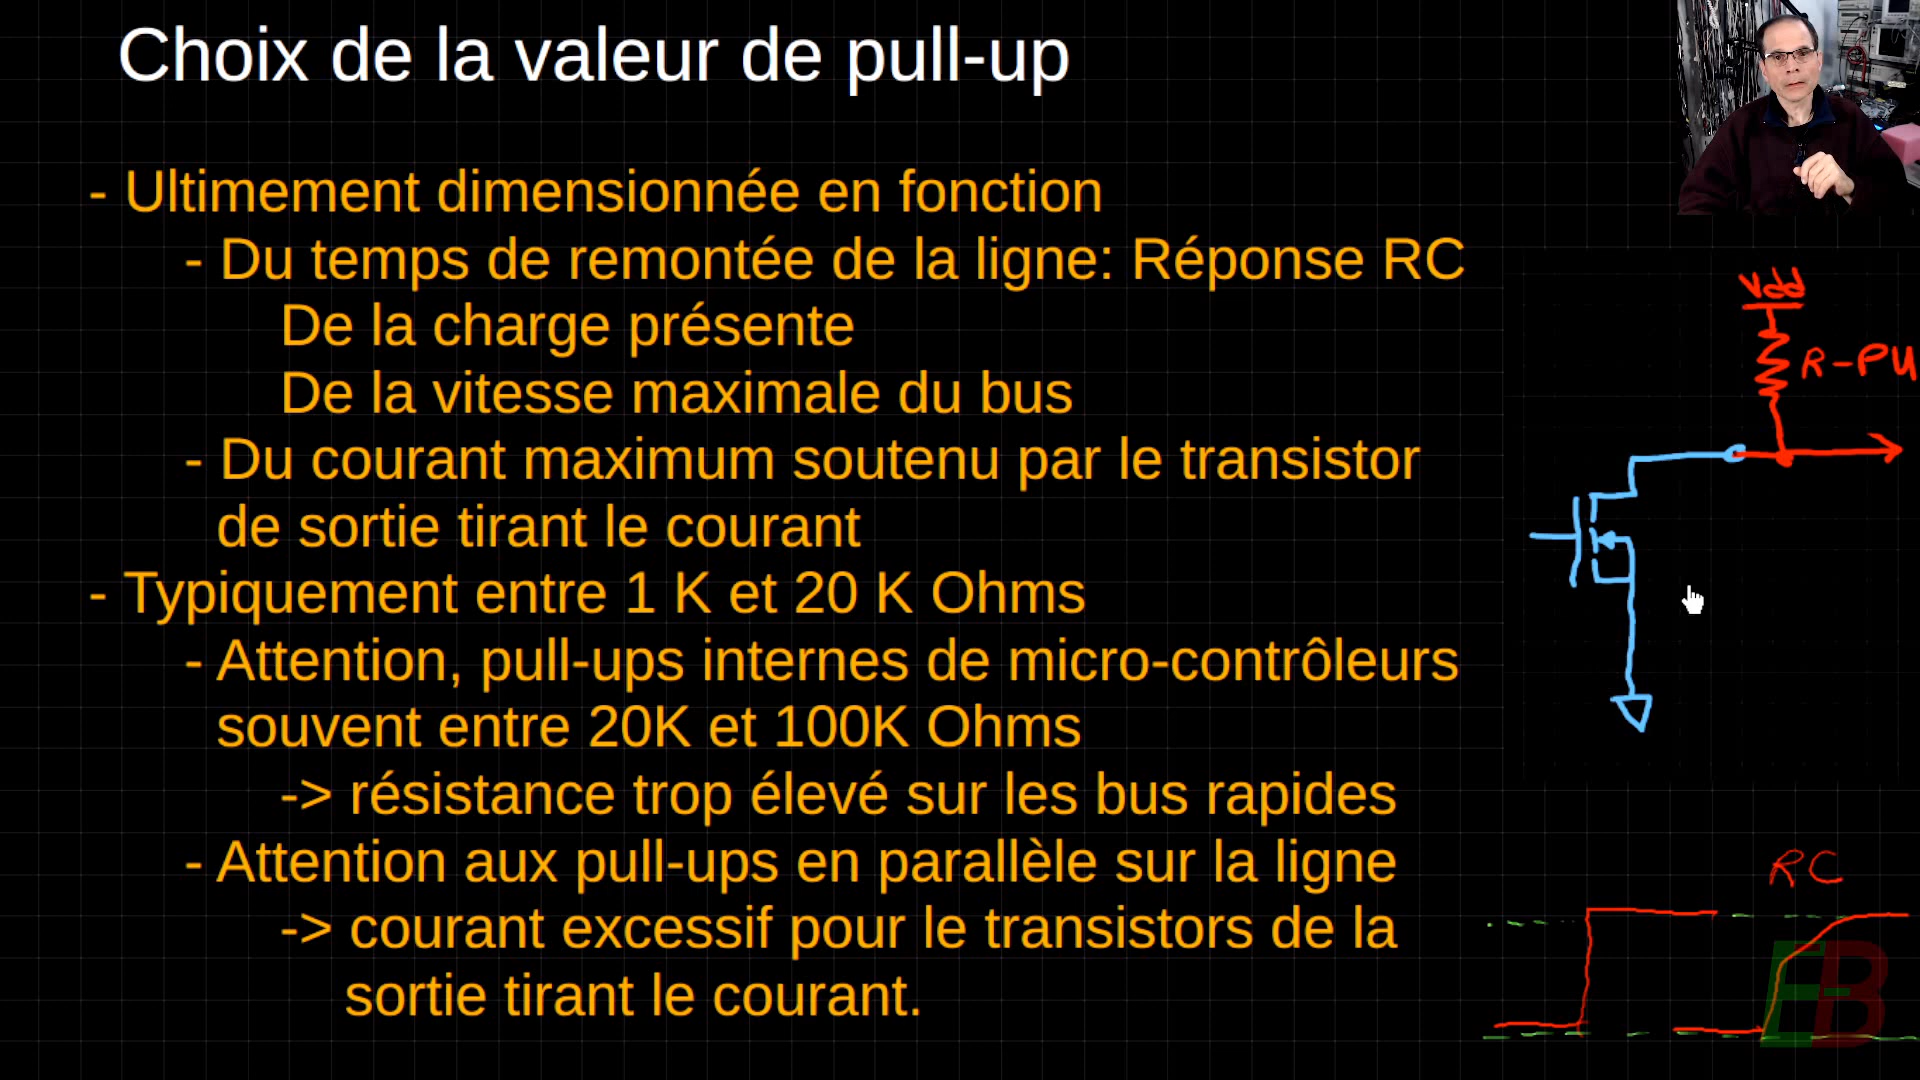 Choix de la valeur de pull-up
- Ultimement dimensionnée en fonction
- Du temps de remontée de la ligne: Réponse RC
De la charge présente
De la vitesse maximale du bus
- Du courant maximum soutenu par le transistor
de sortie tirant le courant
- Typiquement entre 1 K et 20 K Ohms
- Attention, pull-ups internes de micro-contrôleurs
souvent entre 20K et 100K Ohms
-> résistance trop élevé sur les bus rapides
- Attention aux pull-ups en parallèle sur la ligne
-> courant excessif pour le transistors de la
sortie tirant le courant.
Vdd
R-PU
RC
EB